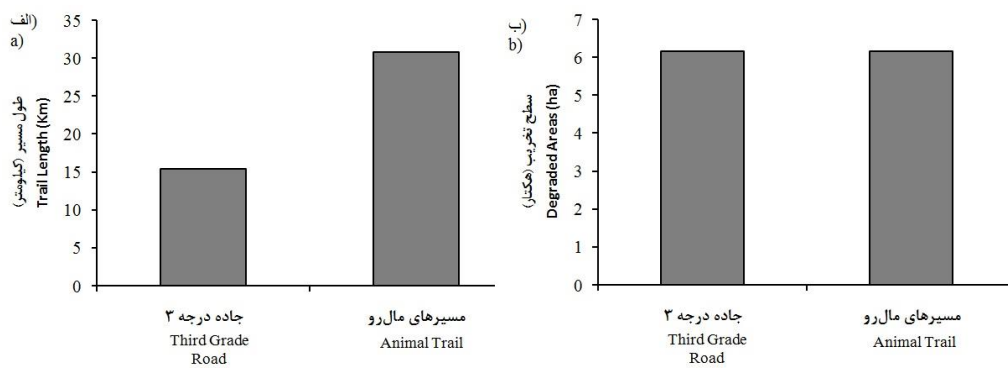 الف)
a)
طول مسیر (کیلومتر)
Trail Length (Km)
35
30
25
20
15
10
5
0
جاده درجه ۳
Third Grade
Road
مسیرهای مال‌رو
Animal Trail
b)
سطح تخریب (هکتار)
Degraded Areas (ha)
7
6
5
4
3
2
1
0
جاده درجه ۳
Third Grade
Road
مسیرهای مال‌رو
Animal Trail